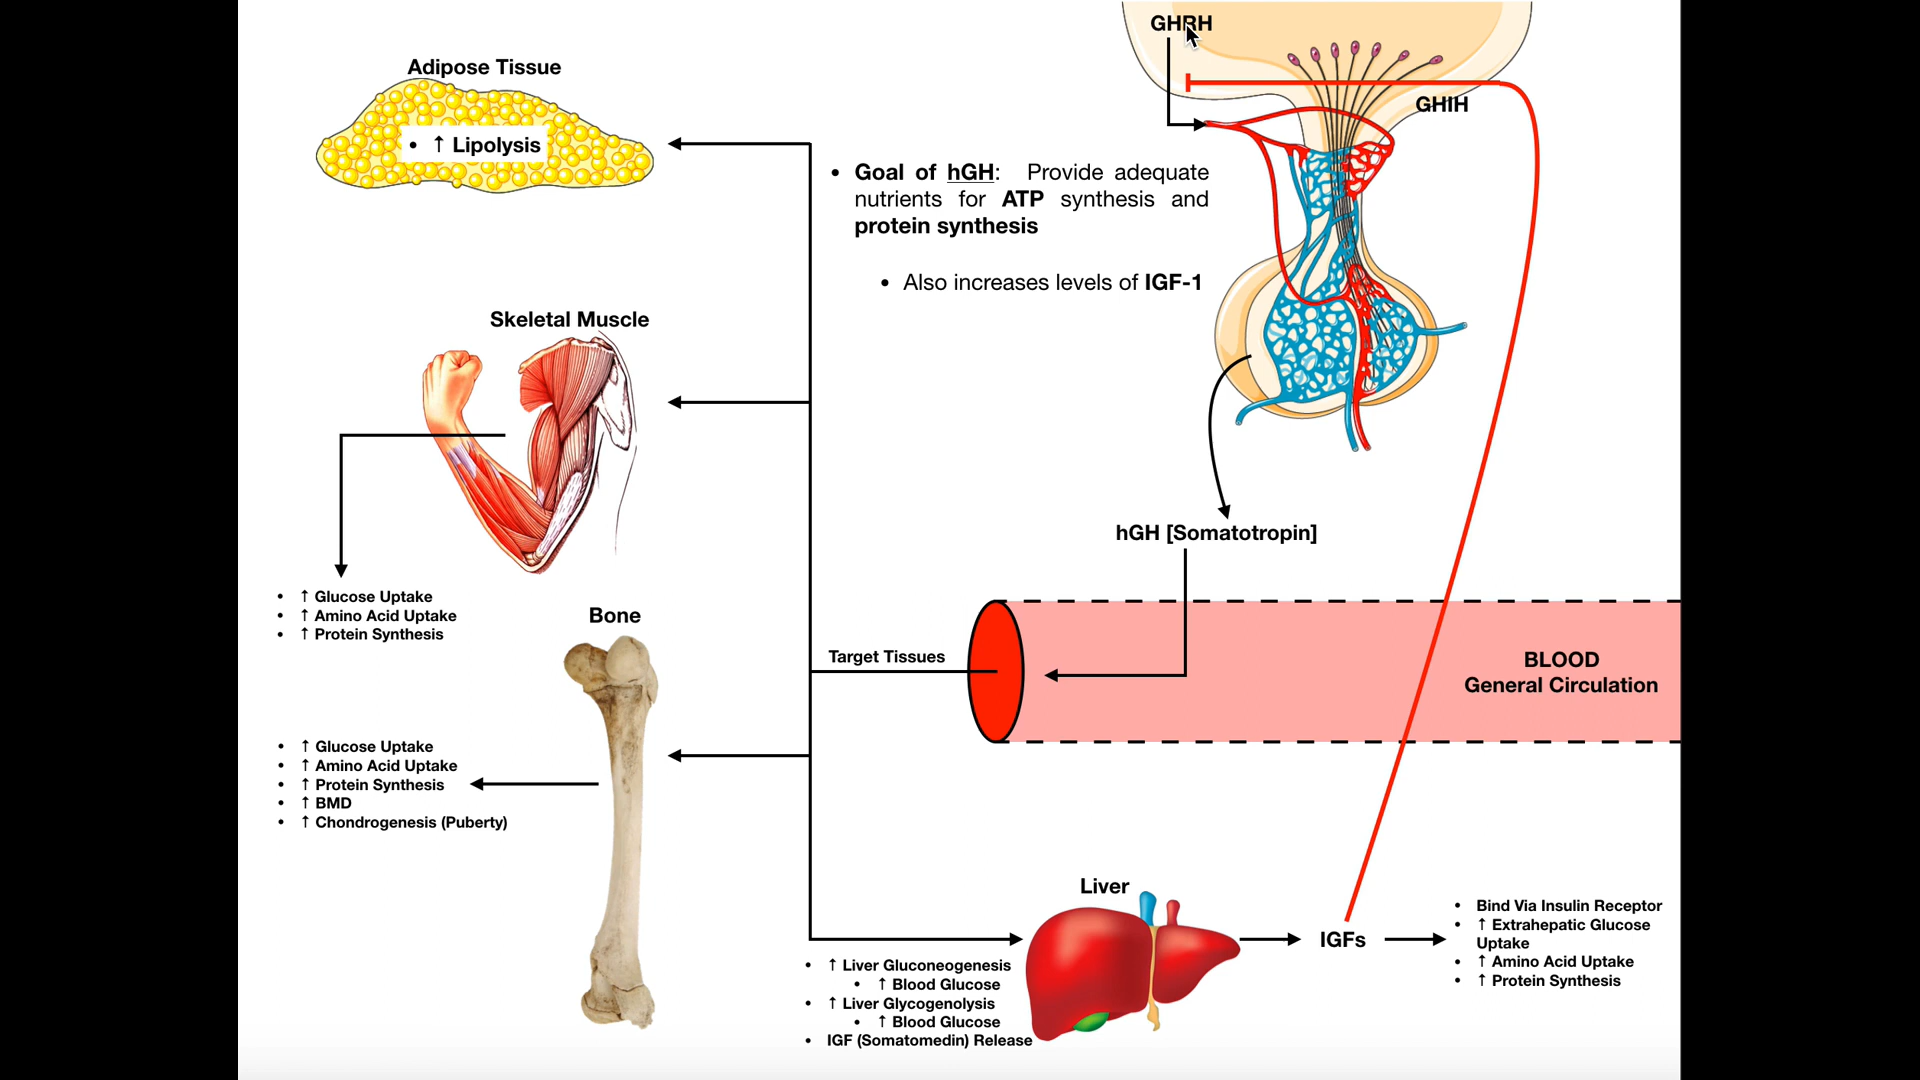 GHRH
GHIH
Adipose Tissue
• ↑ Lipolysis
• Goal of hGH: Provide adequate
nutrients for ATP synthesis and
protein synthesis
• Also increases levels of IGF-1
Skeletal Muscle
• ↑ Glucose Uptake
• ↑ Amino Acid Uptake
• ↑ Protein Synthesis
hGH [Somatotropin]
Bone
• ↑ Glucose Uptake
• ↑ Amino Acid Uptake
• ↑ Protein Synthesis
• ↑ BMD
• ↑ Chondrogenesis (Puberty)
Target Tissues
BLOOD
General Circulation
Liver
• ↑ Liver Gluconeogenesis
• ↑ Blood Glucose
• ↑ Liver Glycogenolysis
• ↑ Blood Glucose
• IGF (Somatomedin) Release
IGFs
• Bind Via Insulin Receptor
• ↑ Extrahepatic Glucose
Uptake
• ↑ Amino Acid Uptake
• ↑ Protein Synthesis